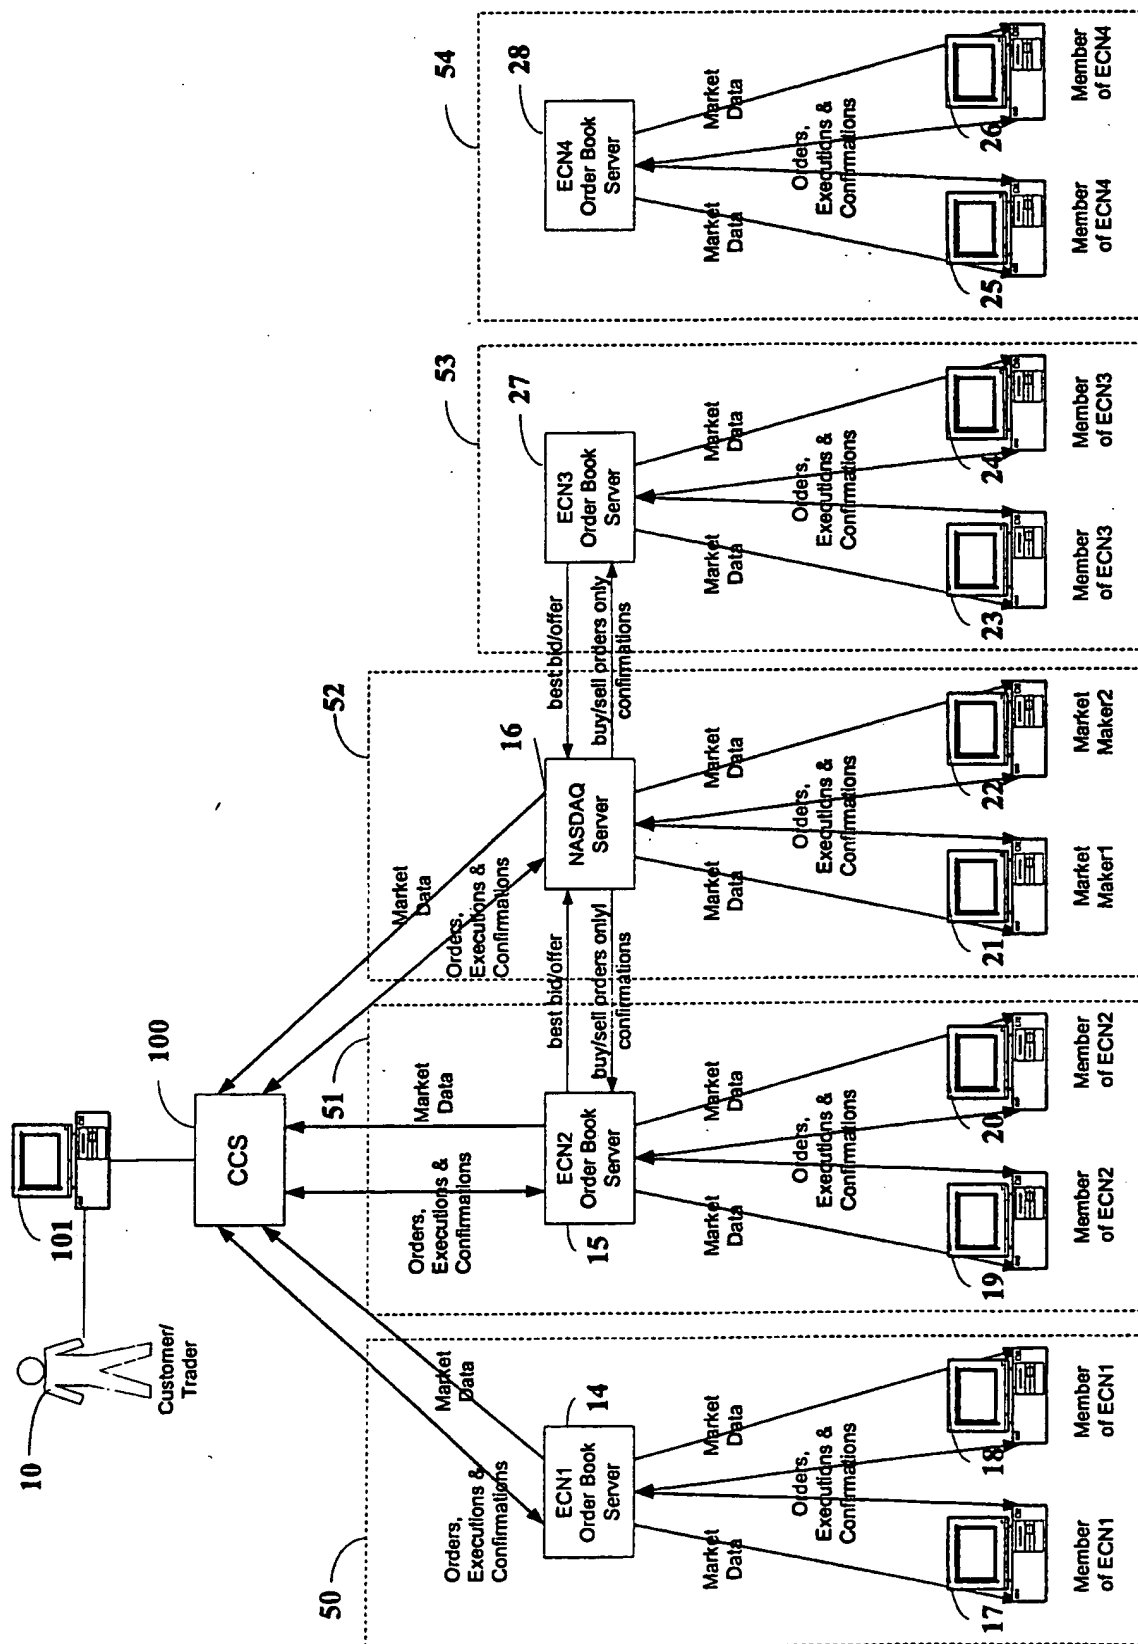 10
Customer/
Trader
101
CCS
100
50
Orders,
Executions &
Confirmations
Market
Data
ECN1
Order Book
Server
14
Market
Data
Orders,
Executions &
Confirmations
Market
Data
17
Member
of ECN1
18
Member
of ECN1
51
Orders,
Executions &
Confirmations
Market
Data
ECN2
Order Book
Server
15
best bid/offer
buy/sell orders only
confirmations
Market
Data
Orders,
Executions &
Confirmations
Market
Data
19
Member
of ECN2
20
Member
of ECN2
52
Market
Data
Orders,
Executions &
Confirmations
NASDAQ
Server
16
best bid/offer
buy/sell orders only
confirmations
Market
Data
Orders,
Executions &
Confirmations
Market
Data
21
Market
Maker1
22
Market
Maker2
53
ECN3
Order Book
Server
27
Market
Data
Orders,
Executions &
Confirmations
Market
Data
23
Member
of ECN3
24
Member
of ECN3
54
ECN4
Order Book
Server
28
Market
Data
Orders,
Executions &
Confirmations
Market
Data
25
Member
of ECN4
26
Member
of ECN4